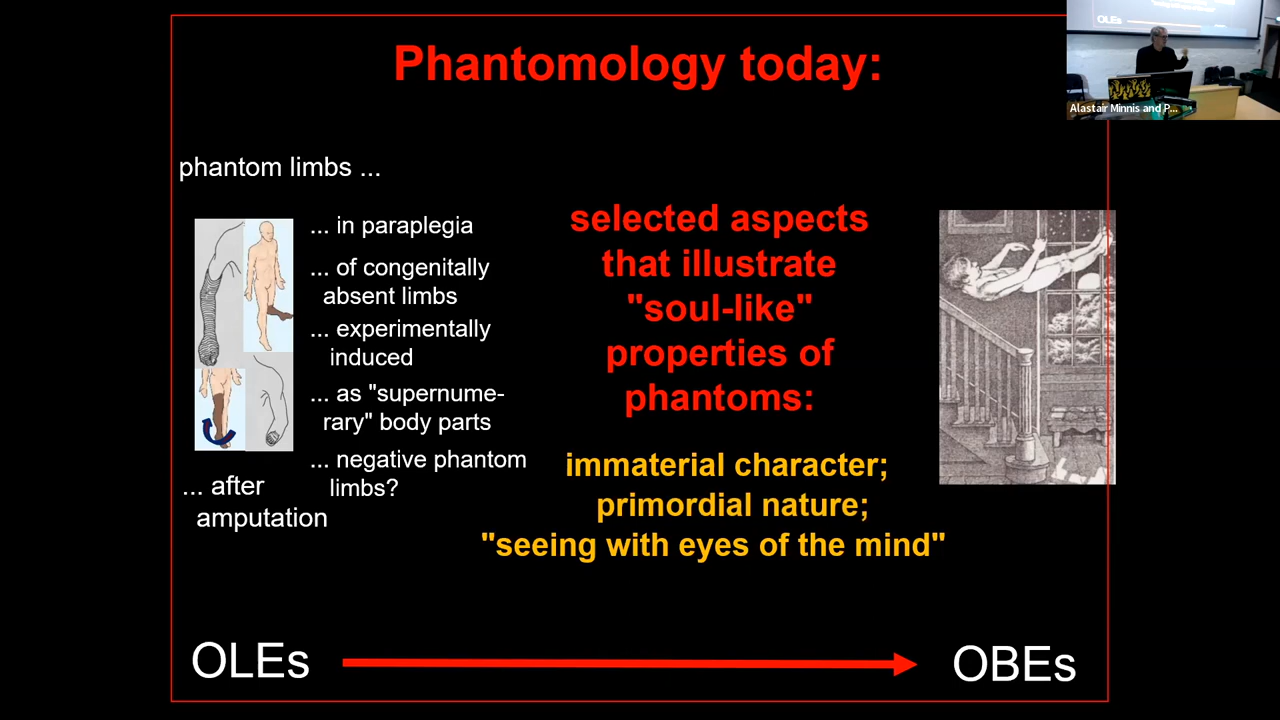 Phantomology today:
phantom limbs ...
... in paraplegia
... of congenitally
absent limbs
... experimentally
induced
... as "supernume-
rary" body parts
... negative phantom
limbs?
... after
amputation
selected aspects
that illustrate
"soul-like"
properties of
phantoms:
immaterial character;
primordial nature;
"seeing with eyes of the mind"
OLEs
OBEs
OLEs
Alastair Minnis and P...